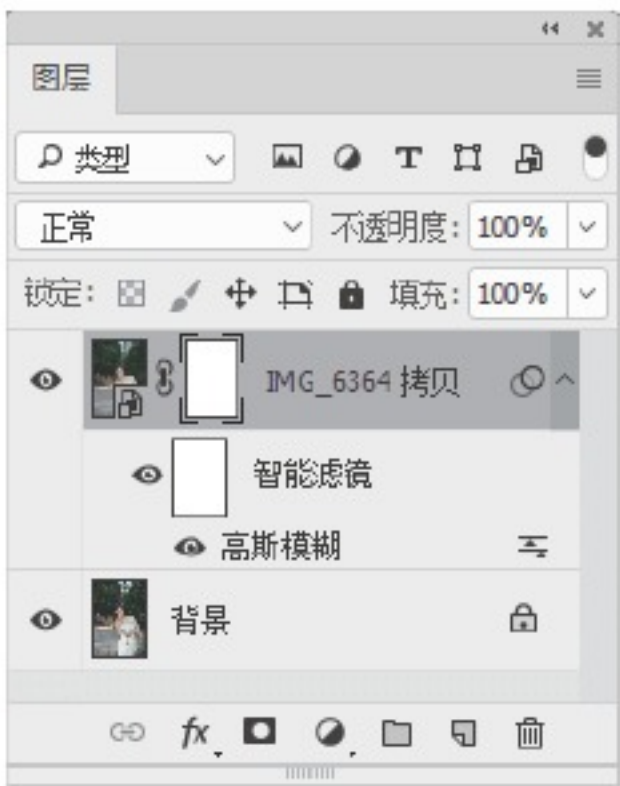 图层
类型
正常 不透明度: 100%
锁定: 填充: 100%
IMG_6364 拷贝
智能滤镜
高斯模糊
背景
fx